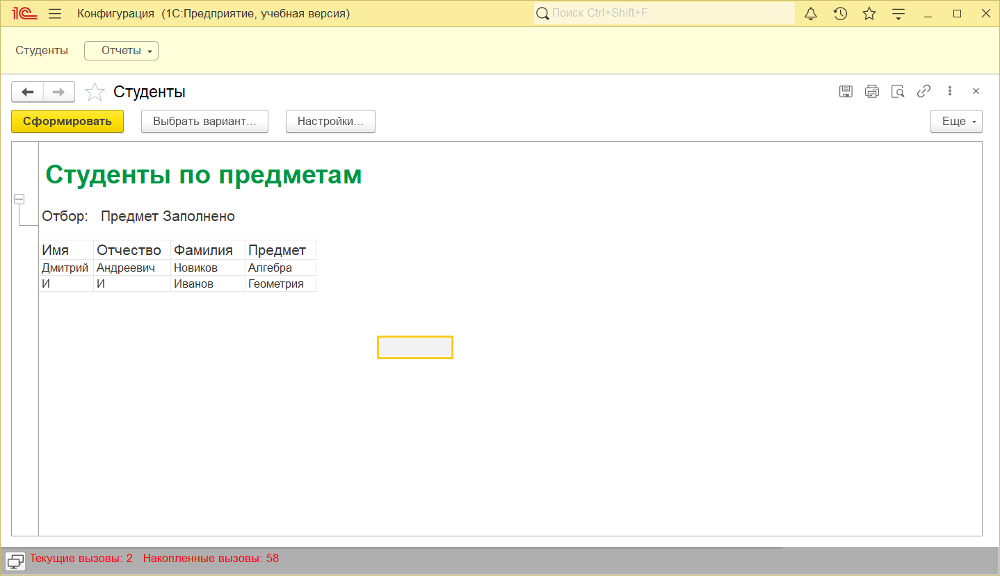 1С Конфигурация (1С:Предприятие, учебная версия) Поиск Ctrl+Shift+F
Студенты Отчеты
Студенты
Сформировать Выбрать вариант... Настройки... Еще
Студенты по предметам
Отбор: Предмет Заполнено
Имя Отчество Фамилия Предмет
Дмитрий Андреевич Новиков Алгебра
И И Иванов Геометрия
Текущие вызовы: 2 Накопленные вызовы: 58